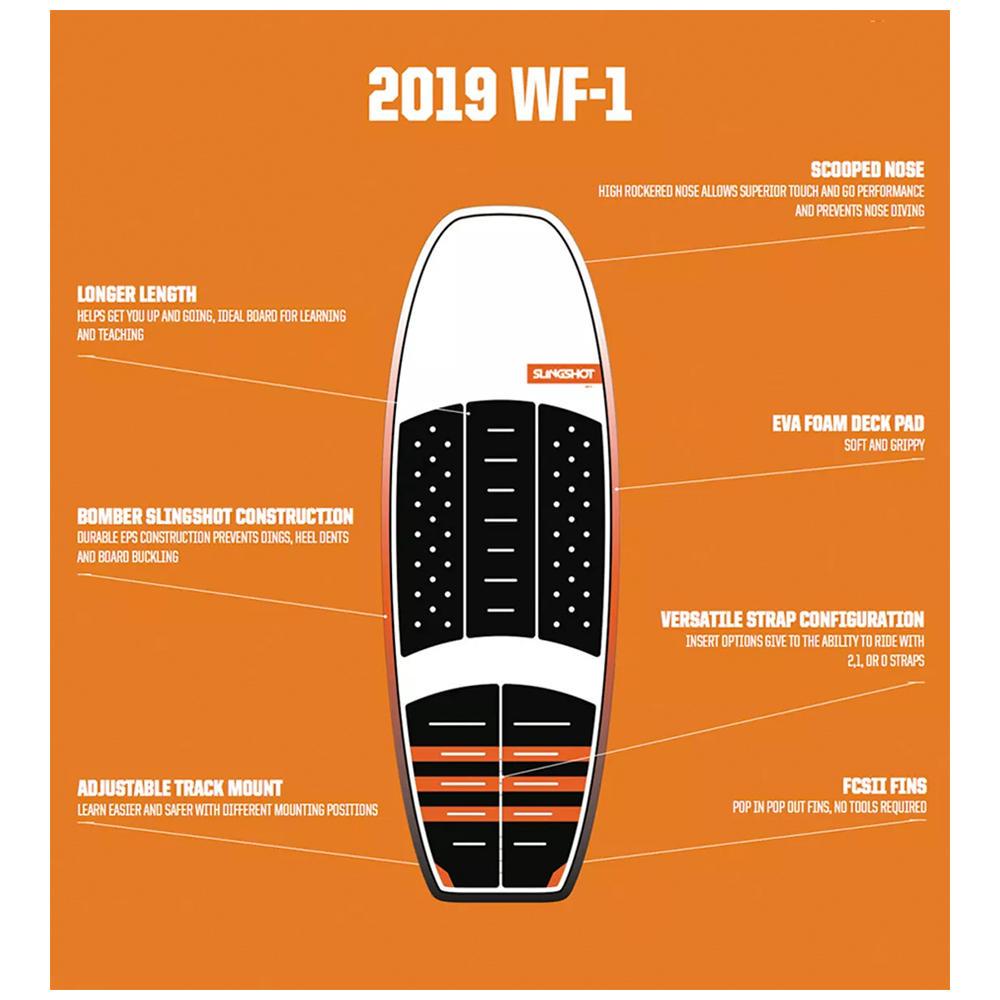 2019 WF-1
SCOOPED NOSE
HIGH ROCKERED NOSE ALLOWS SUPERIOR TOUCH AND GO PERFORMANCE
AND PREVENTS NOSE DIVING
LONGER LENGTH
HELPS GET YOU UP AND GOING, IDEAL BOARD FOR LEARNING
AND TEACHING
SLINGSHOT
EVA FOAM DECK PAD
SOFT AND GRIPPY
BOMBER SLINGSHOT CONSTRUCTION
DURABLE EPS CONSTRUCTION PREVENTS DINGS, HEEL DENTS
AND BOARD BUCKLING
VERSATILE STRAP CONFIGURATION
INSERT OPTIONS GIVE TO THE ABILITY TO RIDE WITH
2,1, OR 0 STRAPS
ADJUSTABLE TRACK MOUNT
LEARN EASIER AND SAFER WITH DIFFERENT MOUNTING POSITIONS
FCSII FINS
POP IN POP OUT FINS, NO TOOLS REQUIRED